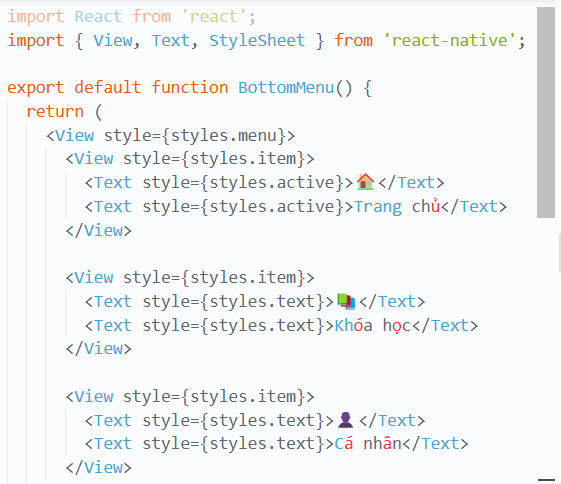 import React from 'react';
import { View, Text, StyleSheet } from 'react-native';

export default function BottomMenu() {
  return (
    <View style={styles.menu}>
      <View style={styles.item}>
        <Text style={styles.active}>🏠</Text>
        <Text style={styles.active}>Trang chủ</Text>
      </View>

      <View style={styles.item}>
        <Text style={styles.text}>📚</Text>
        <Text style={styles.text}>Khóa học</Text>
      </View>

      <View style={styles.item}>
        <Text style={styles.text}>👤</Text>
        <Text style={styles.text}>Cá nhân</Text>
      </View>